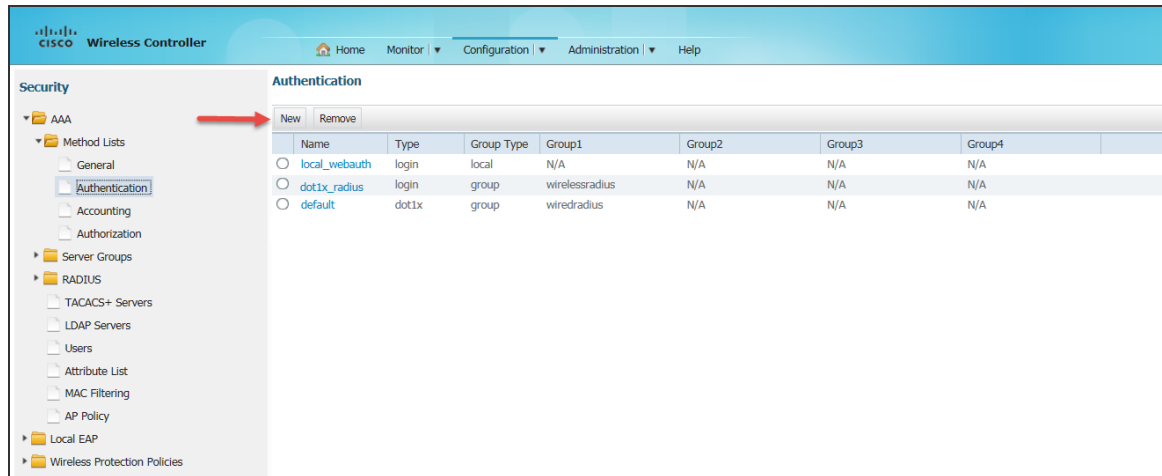 CISCO Wireless Controller
Home Monitor Configuration Administration Help
Security
Authentication
AAA
New Remove
Method Lists
Name Type Group Type Group1 Group2 Group3 Group4
General
local_webauth login local N/A N/A N/A N/A
Authentication
dot1x_radius login group wirelessradius N/A N/A N/A
Accounting
default dot1x group wiredradius N/A N/A N/A
Authorization
Server Groups
RADIUS
TACACS+ Servers
LDAP Servers
Users
Attribute List
MAC Filtering
AP Policy
Local EAP
Wireless Protection Policies